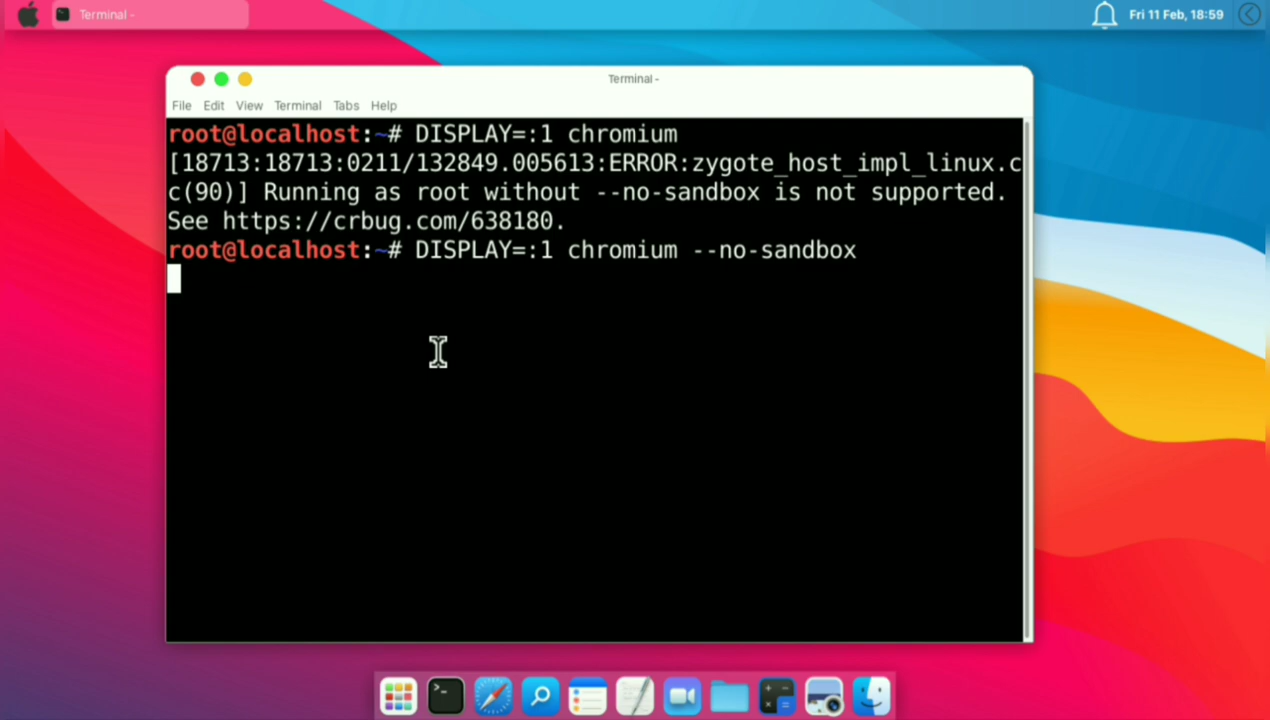 Terminal -
Fri 11 Feb, 18:59
Terminal -
File Edit View Terminal Tabs Help
root@localhost:~# DISPLAY=:1 chromium
[18713:18713:0211/132849.005613:ERROR:zygote_host_impl_linux.c
c(90)] Running as root without --no-sandbox is not supported.
See https://crbug.com/638180.
root@localhost:~# DISPLAY=:1 chromium --no-sandbox